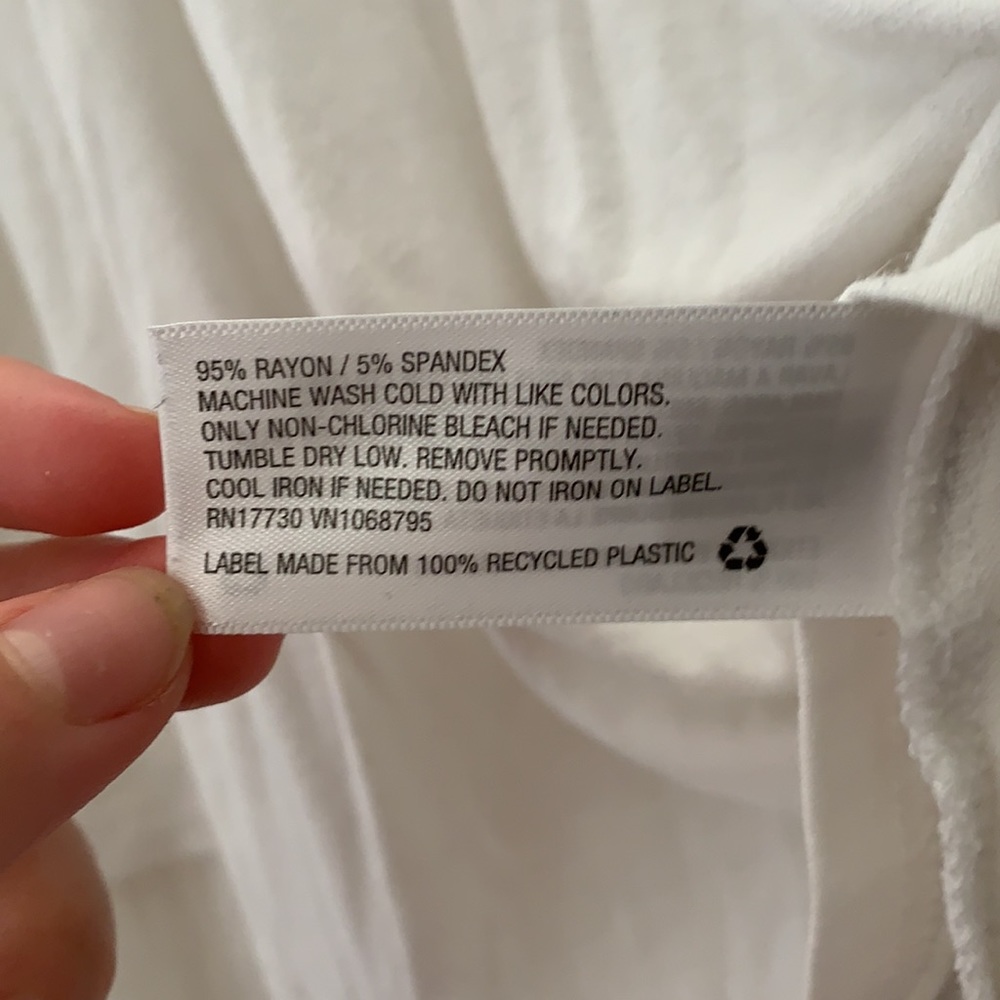 95% RAYON / 5% SPANDEX
MACHINE WASH COLD WITH LIKE COLORS.
ONLY NON-CHLORINE BLEACH IF NEEDED.
TUMBLE DRY LOW. REMOVE PROMPTLY.
COOL IRON IF NEEDED. DO NOT IRON ON LABEL.
RN17730 VN1068795
LABEL MADE FROM 100% RECYCLED PLASTIC